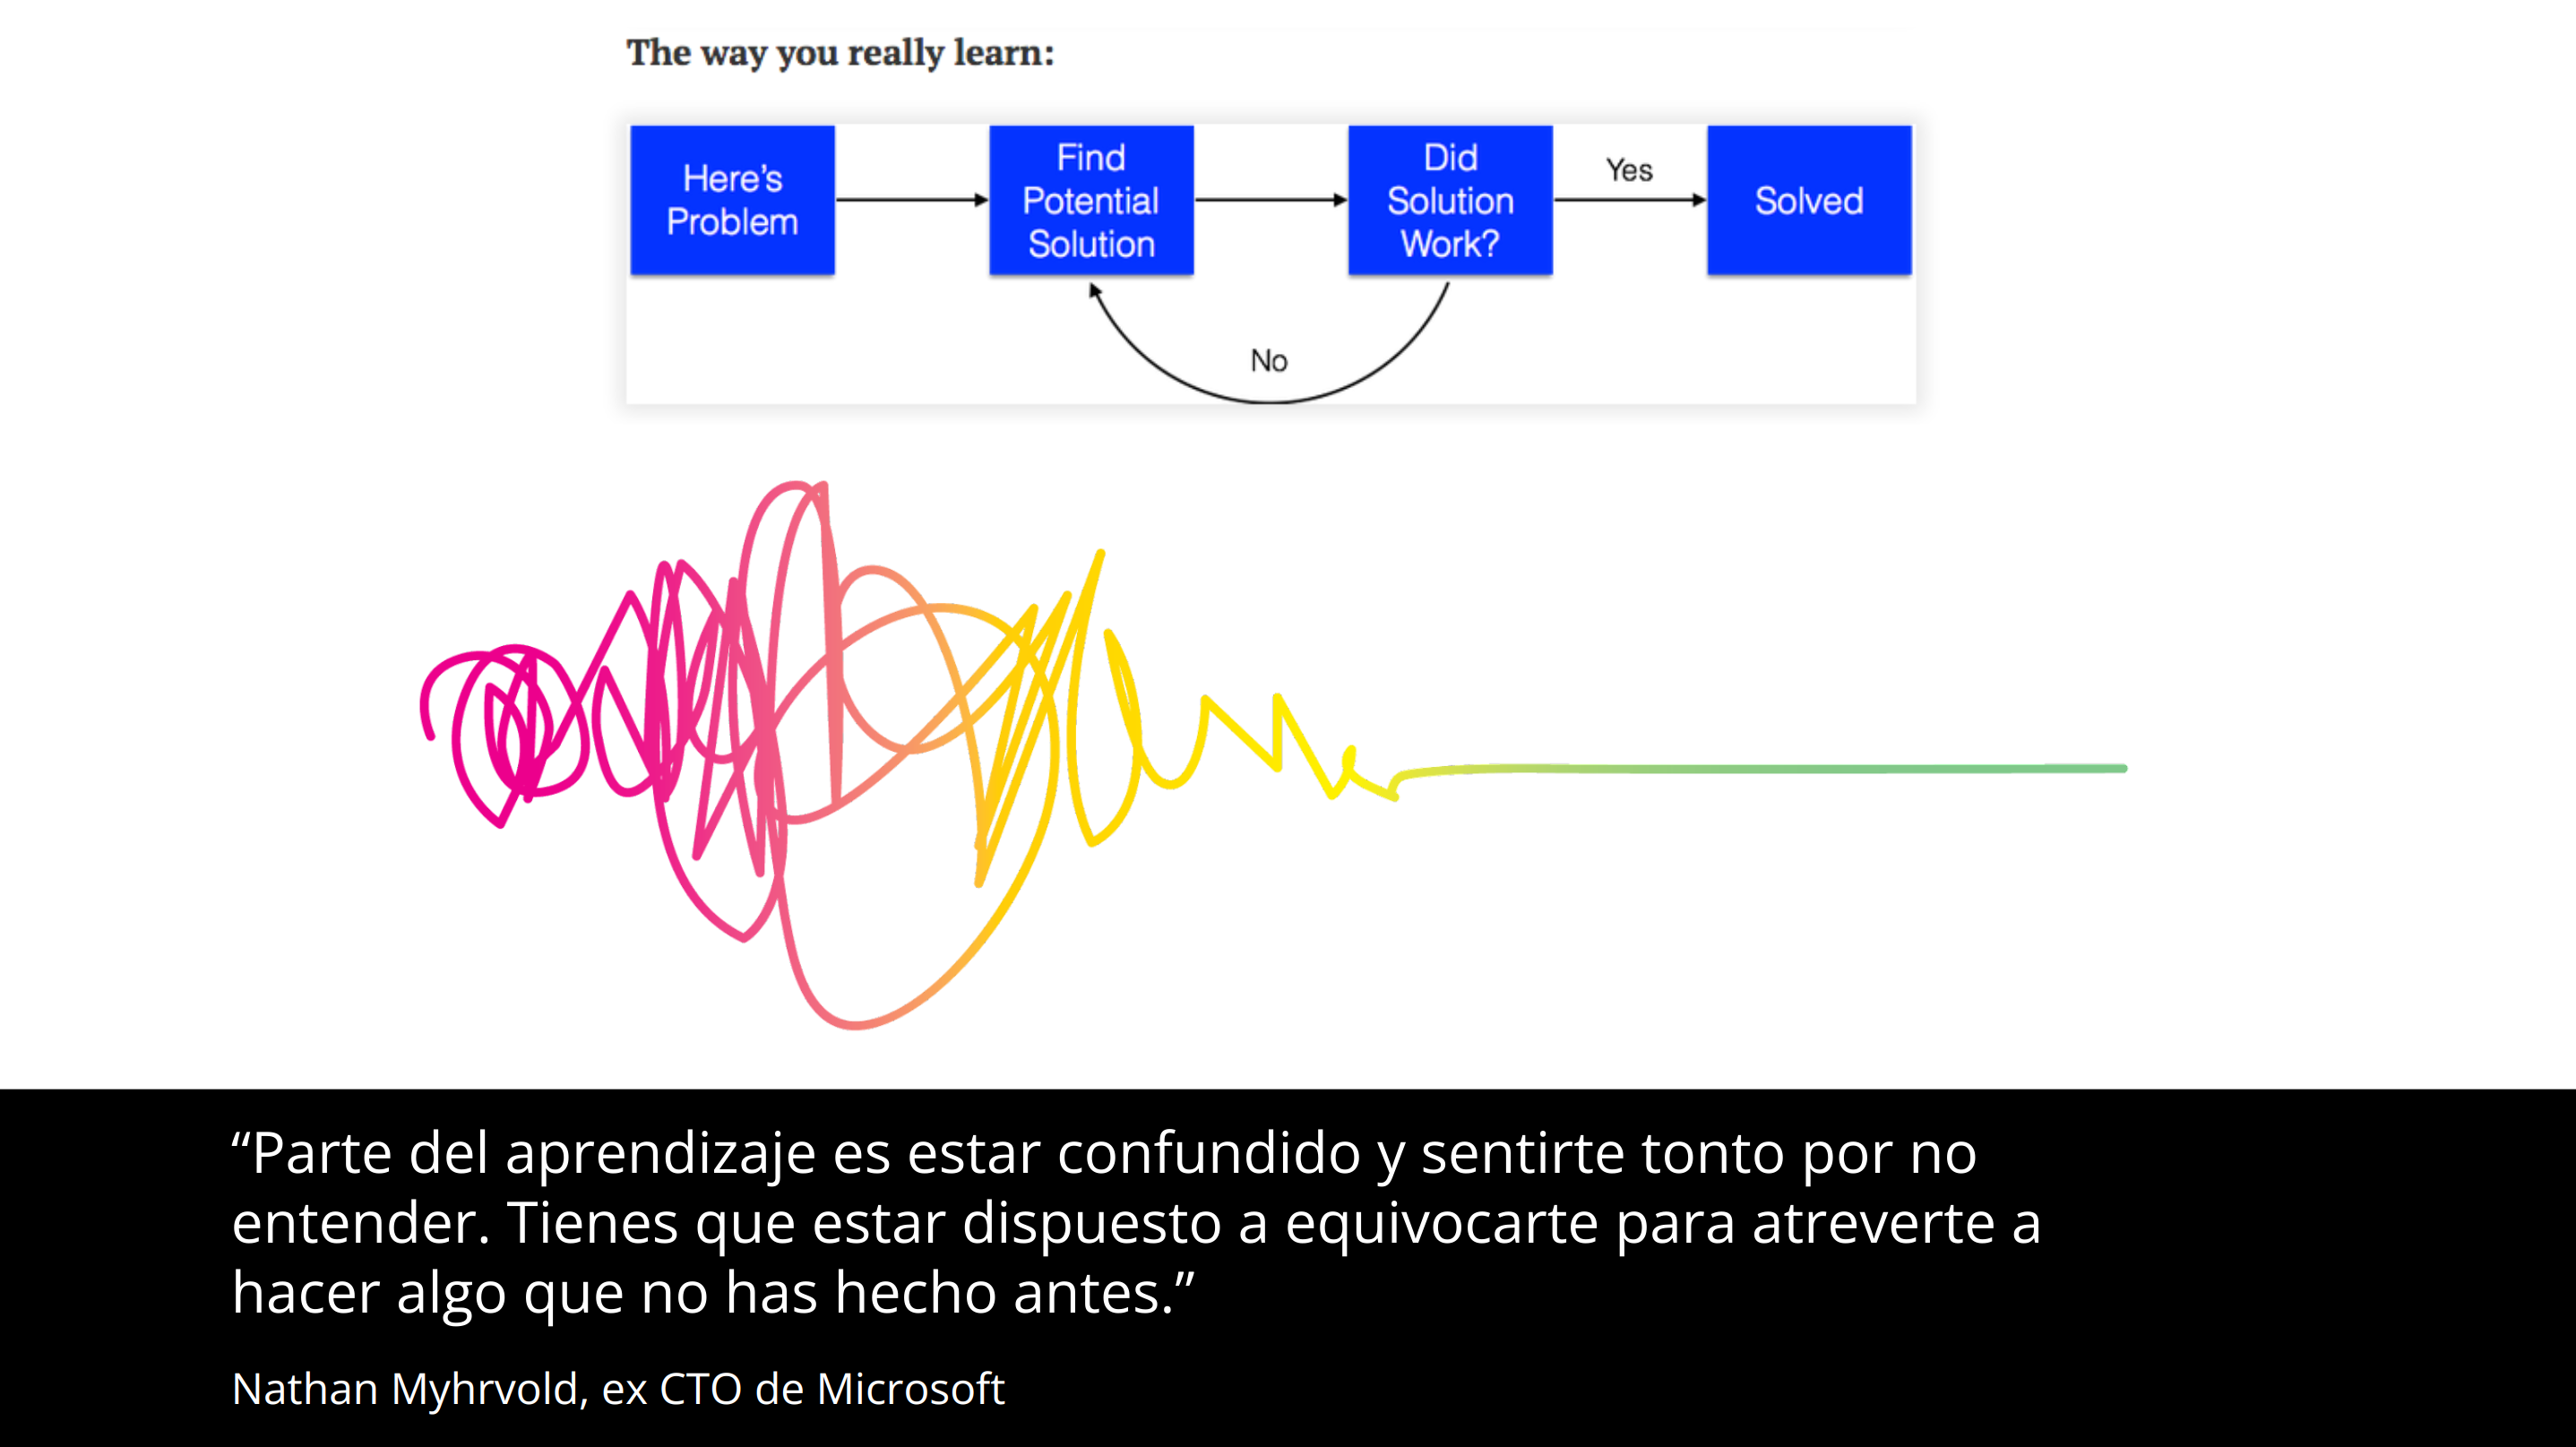 The way you really learn:
Here's
Problem
Find
Potential
Solution
Did
Solution
Work?
Yes
Solved
No
“Parte del aprendizaje es estar confundido y sentirte tonto por no
entender. Tienes que estar dispuesto a equivocarte para atreverte a
hacer algo que no has hecho antes.”
Nathan Myhrvold, ex CTO de Microsoft